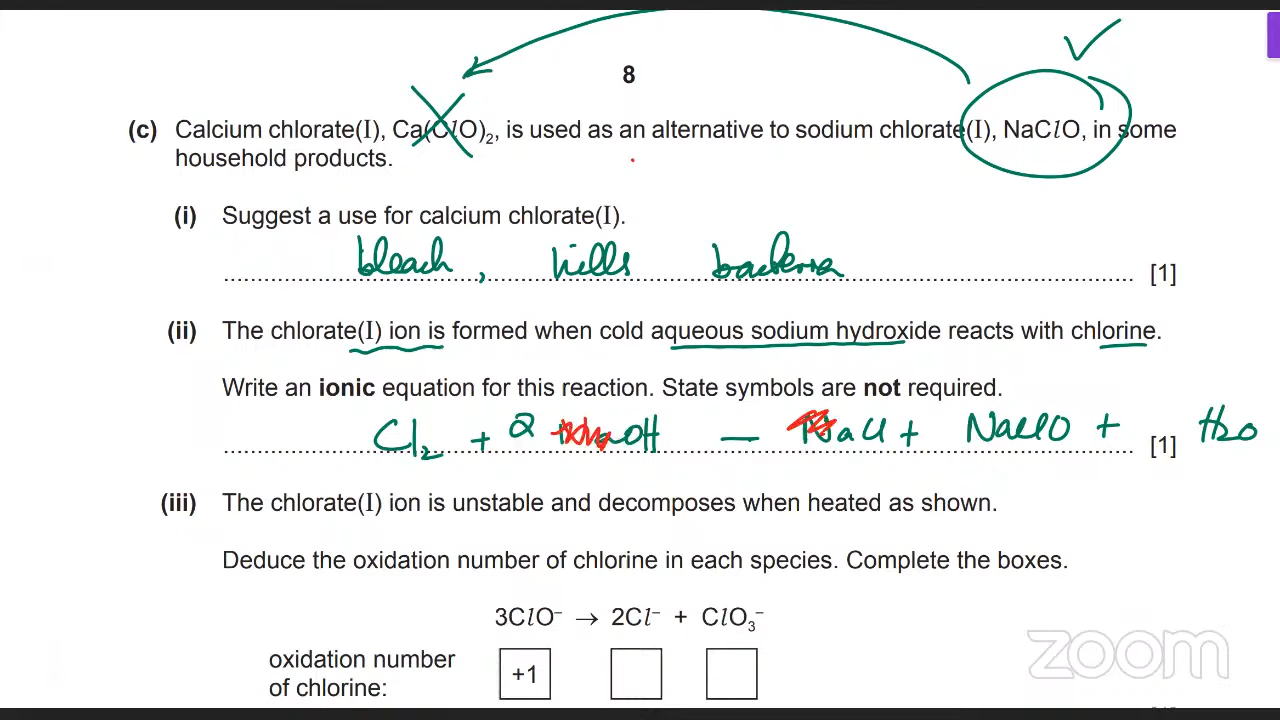 8
(c) Calcium chlorate(I), Ca(ClO)₂, is used as an alternative to sodium chlorate(I), NaClO, in some
household products.
(i) Suggest a use for calcium chlorate(I).
bleach, kills bacteria
[1]
(ii) The chlorate(I) ion is formed when cold aqueous sodium hydroxide reacts with chlorine.
Write an ionic equation for this reaction. State symbols are not required.
Cl₂ + 2 NaOH — NaCl + NaClO + H₂O
[1]
(iii) The chlorate(I) ion is unstable and decomposes when heated as shown.
Deduce the oxidation number of chlorine in each species. Complete the boxes.
3ClO⁻ → 2Cl⁻ + ClO₃⁻
oxidation number
of chlorine:
+1
zoom